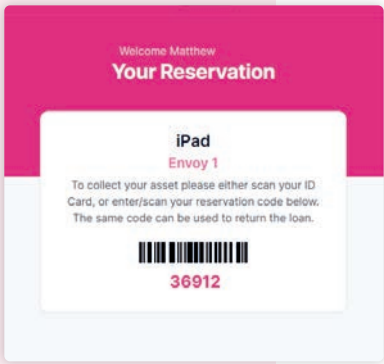 Welcome Matthew
Your Reservation
iPad
Envoy 1
To collect your asset please either scan your ID
Card, or enter/scan your reservation code below.
The same code can be used to return the loan.
36912